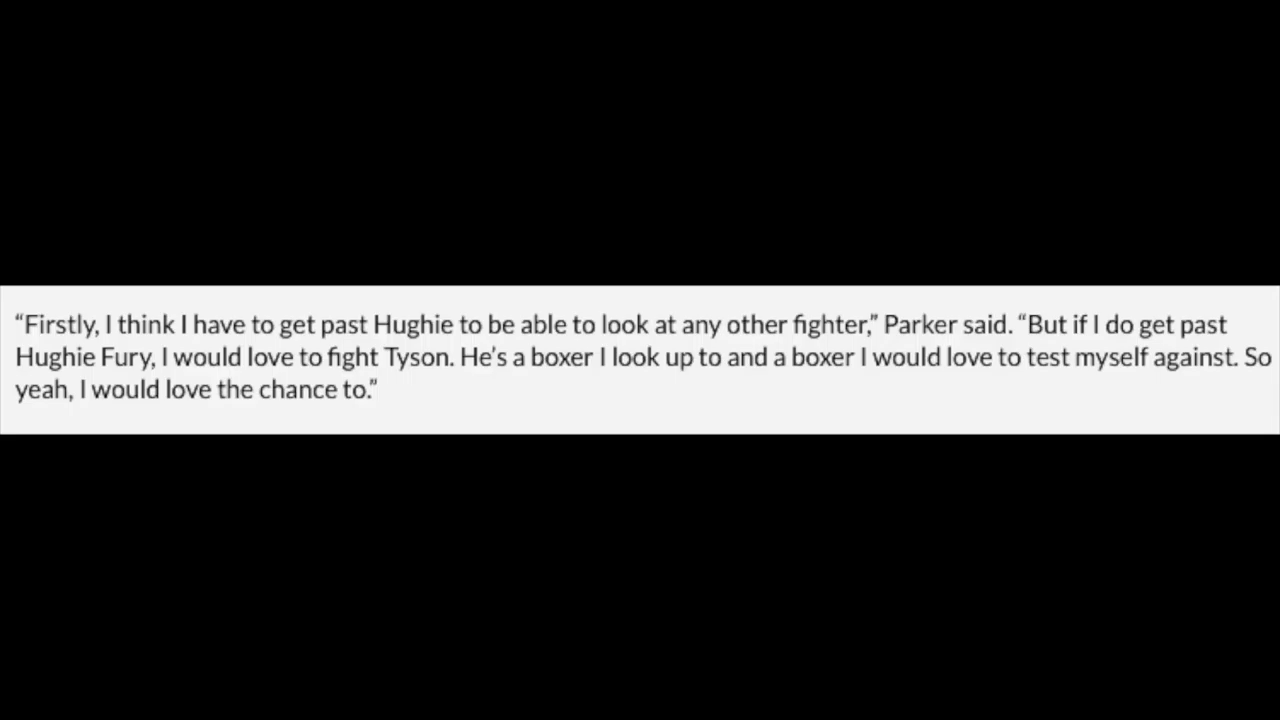 “Firstly, I think I have to get past Hughie to be able to look at any other fighter,” Parker said. “But if I do get past
Hughie Fury, I would love to fight Tyson. He’s a boxer I look up to and a boxer I would love to test myself against. So
yeah, I would love the chance to.”